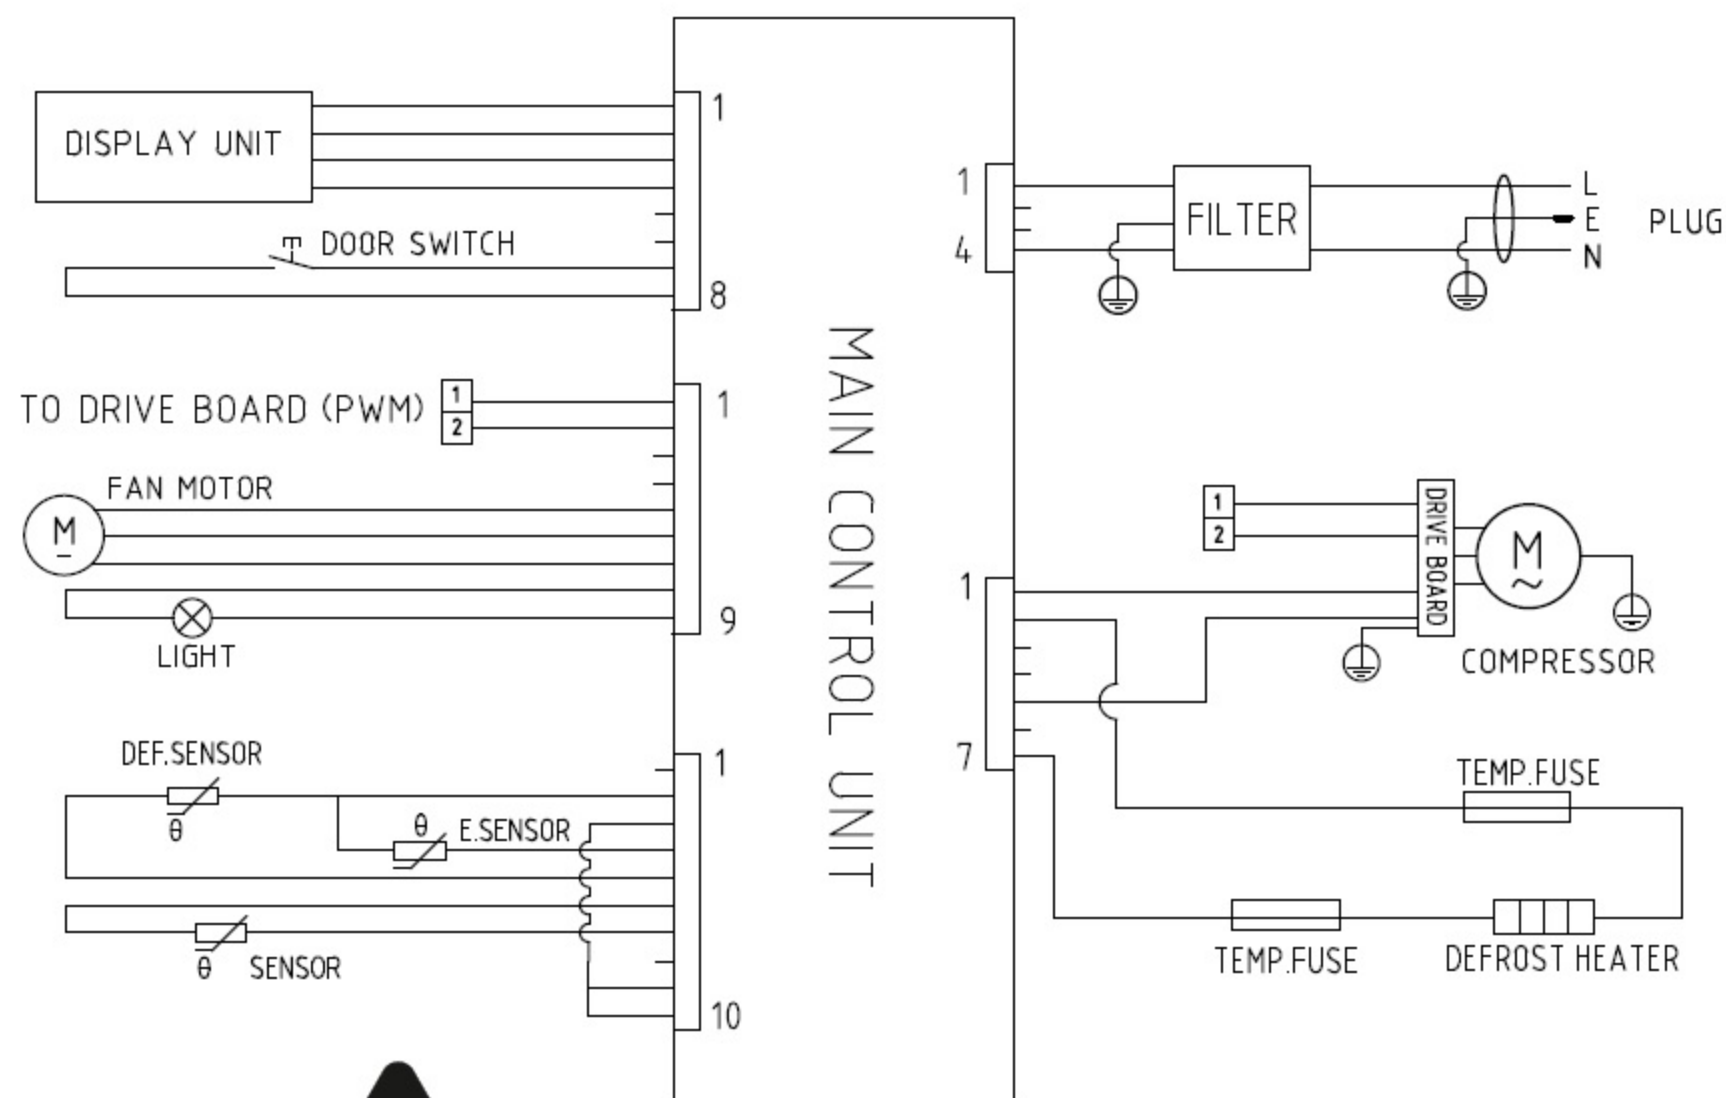 DISPLAY UNIT
1
DOOR SWITCH
8
TO DRIVE BOARD (PWM)
1
2
1
FAN MOTOR
M
LIGHT
9
DEF.SENSOR
1
θ
θ
E.SENSOR
θ
SENSOR
10
MAIN CONTROL UNIT
1
4
FILTER
L
E
N
PLUG
1
2
DRIVE BOARD
M
~
COMPRESSOR
1
7
TEMP.FUSE
TEMP.FUSE
DEFROST HEATER